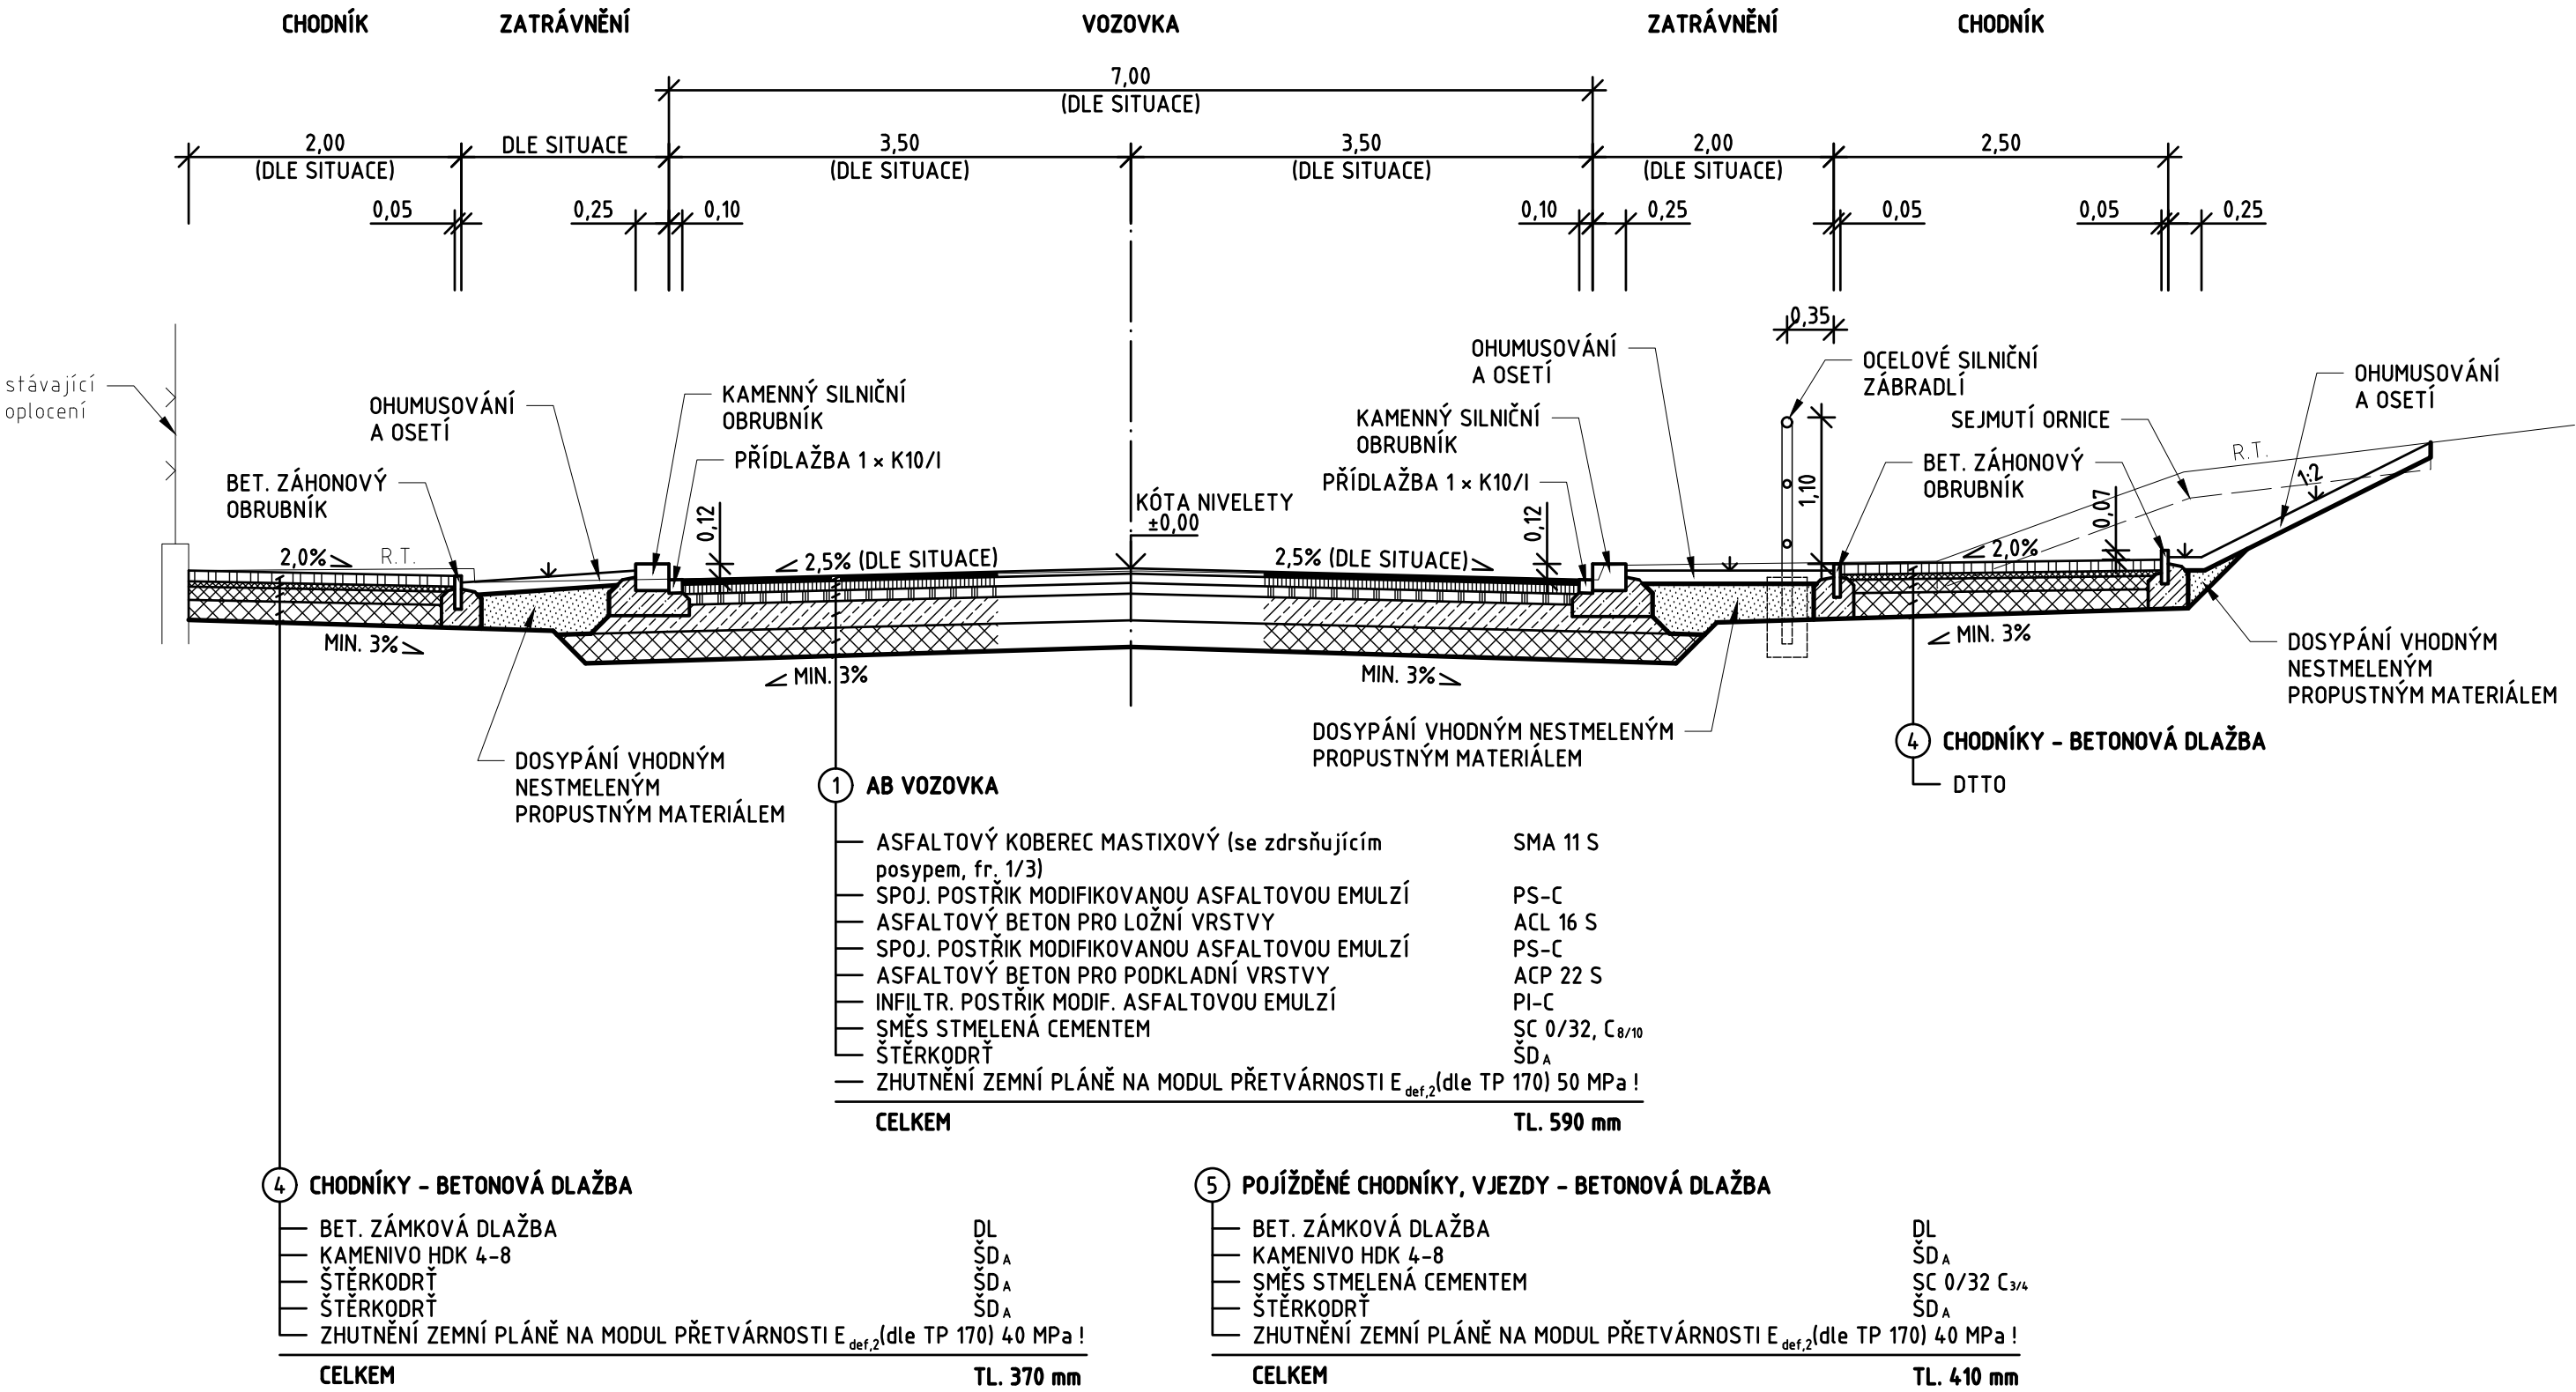 CHODNÍK ZATRÁVNĚNÍ VOZOVKA ZATRÁVNĚNÍ CHODNÍK
7,00
(DLE SITUACE)
2,00 DLE SITUACE 3,50 3,50 2,00 2,50
(DLE SITUACE) (DLE SITUACE) (DLE SITUACE) (DLE SITUACE)
0,05 0,25 0,10 0,10 0,25 0,05 0,05 0,25
0,35
stávající
oplocení
OHUMUSOVÁNÍ
A OSETÍ
KAMENNÝ SILNIČNÍ
OBRUBNÍK
PŘÍDLAŽBA 1 × K10/I
BET. ZÁHONOVÝ
OBRUBNÍK
OHUMUSOVÁNÍ
A OSETÍ
KAMENNÝ SILNIČNÍ
OBRUBNÍK
PŘÍDLAŽBA 1 × K10/I
OCELOVÉ SILNIČNÍ
ZÁBRADLÍ
SEJMUTÍ ORNICE
BET. ZÁHONOVÝ
OBRUBNÍK
OHUMUSOVÁNÍ
A OSETÍ
R.T.
1:2
1,10
0,07
0,12
0,12
KÓTA NIVELETY
±0,00
2,0%
R.T.
2,5% (DLE SITUACE)
2,5% (DLE SITUACE)
2,0%
MIN. 3%
MIN. 3%
MIN. 3%
MIN. 3%
DOSYPÁNÍ VHODNÝM
NESTMELENÝM
PROPUSTNÝM MATERIÁLEM
DOSYPÁNÍ VHODNÝM NESTMELENÝM
PROPUSTNÝM MATERIÁLEM
DOSYPÁNÍ VHODNÝM
NESTMELENÝM
PROPUSTNÝM MATERIÁLEM
4 CHODNÍKY - BETONOVÁ DLAŽBA
DTTO
1 AB VOZOVKA
ASFALTOVÝ KOBEREC MASTIXOVÝ (se zdrsňujícím SMA 11 S
posypem, fr. 1/3)
SPOJ. POSTŘIK MODIFIKOVANOU ASFALTOVOU EMULZÍ PS-C
ASFALTOVÝ BETON PRO LOŽNÍ VRSTVY ACL 16 S
SPOJ. POSTŘIK MODIFIKOVANOU ASFALTOVOU EMULZÍ PS-C
ASFALTOVÝ BETON PRO PODKLADNÍ VRSTVY ACP 22 S
INFILTR. POSTŘIK MODIF. ASFALTOVOU EMULZÍ PI-C
SMĚS STMELENÁ CEMENTEM SC 0/32, C8/10
ŠTĚRKODRŤ ŠDA
ZHUTNĚNÍ ZEMNÍ PLÁNĚ NA MODUL PŘETVÁRNOSTI Edef,2(dle TP 170) 50 MPa !
CELKEM TL. 590 mm
4 CHODNÍKY - BETONOVÁ DLAŽBA
BET. ZÁMKOVÁ DLAŽBA DL
KAMENIVO HDK 4-8 ŠDA
ŠTĚRKODRŤ ŠDA
ŠTĚRKODRŤ ŠDA
ZHUTNĚNÍ ZEMNÍ PLÁNĚ NA MODUL PŘETVÁRNOSTI Edef,2(dle TP 170) 40 MPa !
CELKEM TL. 370 mm
5 POJÍŽDĚNÉ CHODNÍKY, VJEZDY - BETONOVÁ DLAŽBA
BET. ZÁMKOVÁ DLAŽBA DL
KAMENIVO HDK 4-8 ŠDA
SMĚS STMELENÁ CEMENTEM SC 0/32 C3/4
ŠTĚRKODRŤ ŠDA
ZHUTNĚNÍ ZEMNÍ PLÁNĚ NA MODUL PŘETVÁRNOSTI Edef,2(dle TP 170) 40 MPa !
CELKEM TL. 410 mm